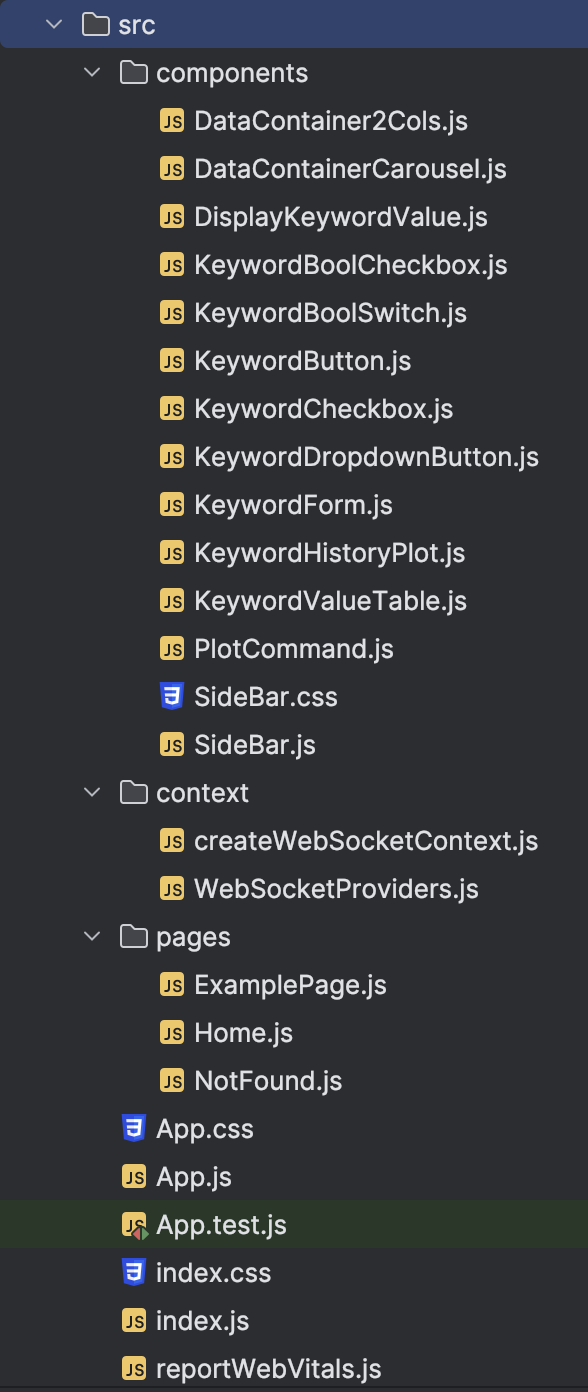 src
components
JS DataContainer2Cols.js
JS DataContainerCarousel.js
JS DisplayKeywordValue.js
JS KeywordBoolCheckbox.js
JS KeywordBoolSwitch.js
JS KeywordButton.js
JS KeywordCheckbox.js
JS KeywordDropdownButton.js
JS KeywordForm.js
JS KeywordHistoryPlot.js
JS KeywordValueTable.js
JS PlotCommand.js
SideBar.css
JS SideBar.js
context
JS createWebSocketContext.js
JS WebSocketProviders.js
pages
JS ExamplePage.js
JS Home.js
JS NotFound.js
App.css
JS App.js
JS App.test.js
index.css
JS index.js
JS reportWebVitals.js